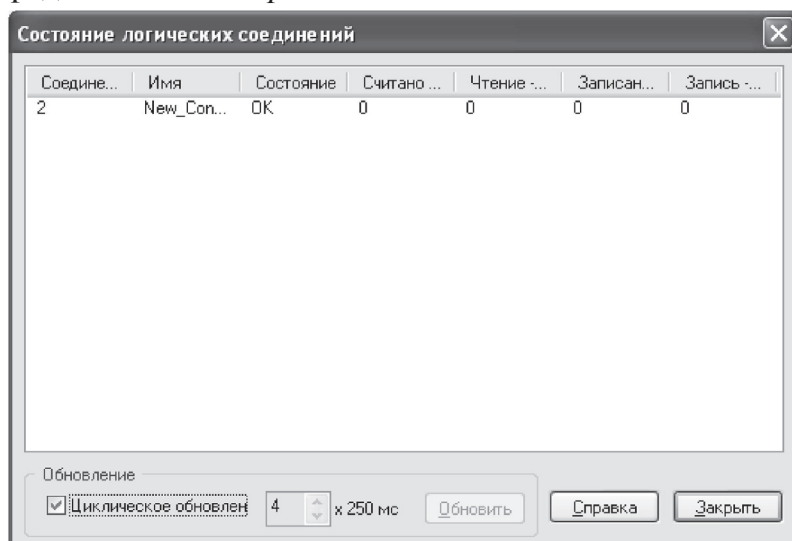 Состояние логических соединений
Соедине... Имя Состояние Считано ... Чтение -... Записан... Запись -...
2 New_Con... OK 0 0 0 0
Обновление
Циклическое обновлен 4 x 250 мс Обновить Справка Закрыть